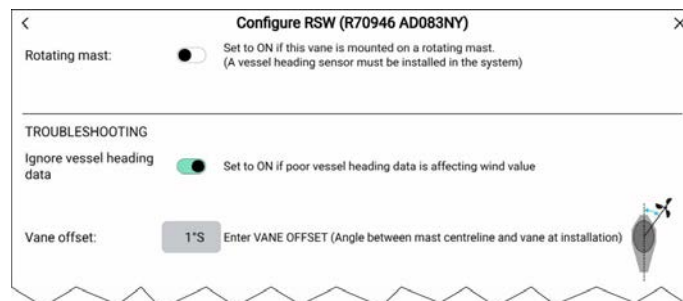 Configure RSW (R70946 AD083NY)
Rotating mast:
Set to ON if this vane is mounted on a rotating mast.
(A vessel heading sensor must be installed in the system)
TROUBLESHOOTING
Ignore vessel heading
data
Set to ON if poor vessel heading data is affecting wind value
Vane offset:
1°S
Enter VANE OFFSET (Angle between mast centreline and vane at installation)